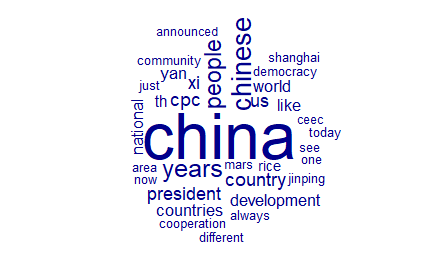 announced
community
shanghai
yan
democracy
people
chinese
just
xi
world
th
cpc
us
like
national
ceec
china
today
see
area
years
mars
rice
one
now
country
jinping
president
development
countries
always
cooperation
different